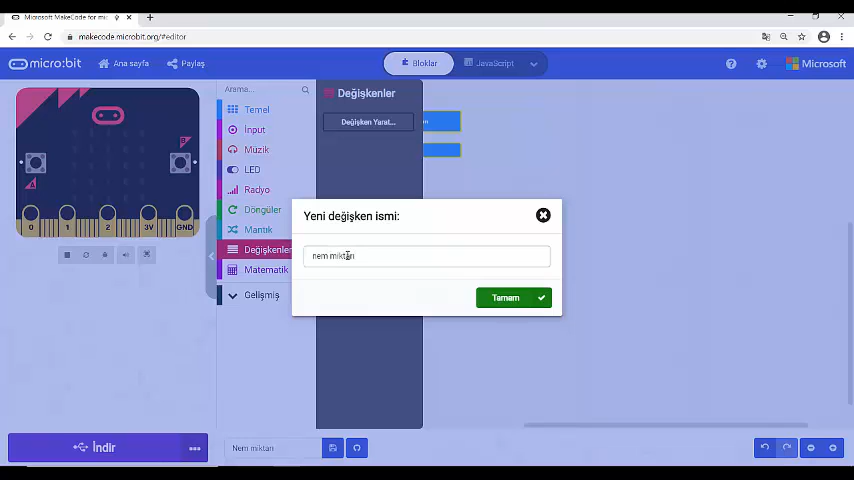 Microsoft MakeCode for mic
makecode.microbit.org/#editor
micro:bit
Ana sayfa
Paylaş
Bloklar
JavaScript
Microsoft
Arama...
Değişkenler
Temel
Değişken Yarat...
Input
Müzik
LED
Radyo
Döngüler
Mantık
Değişkenler
Matematik
Gelişmiş
A
B
0 1 2 3V GND
Yeni değişken ismi:
nem miktarı
Tamam
İndir
Nem miktarı